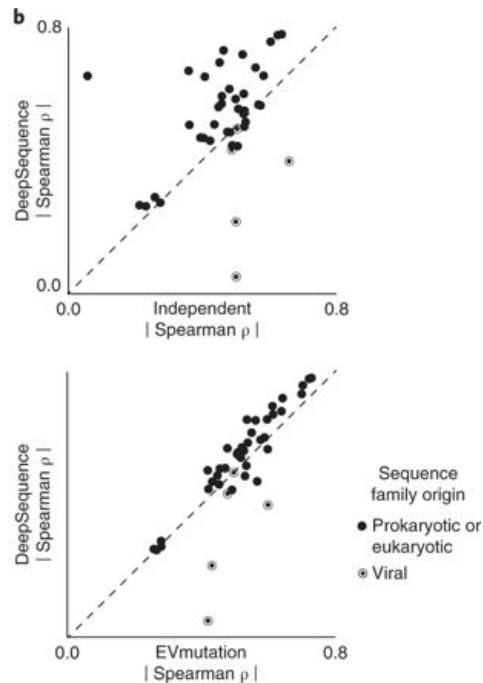 b
0.8
DeepSequence
| Spearman ρ |
0.0
0.0
Independent
0.8
| Spearman ρ |
DeepSequence
| Spearman ρ |
0.0
EVmutation
0.8
| Spearman ρ |
Sequence
family origin
Prokaryotic or
eukaryotic
Viral